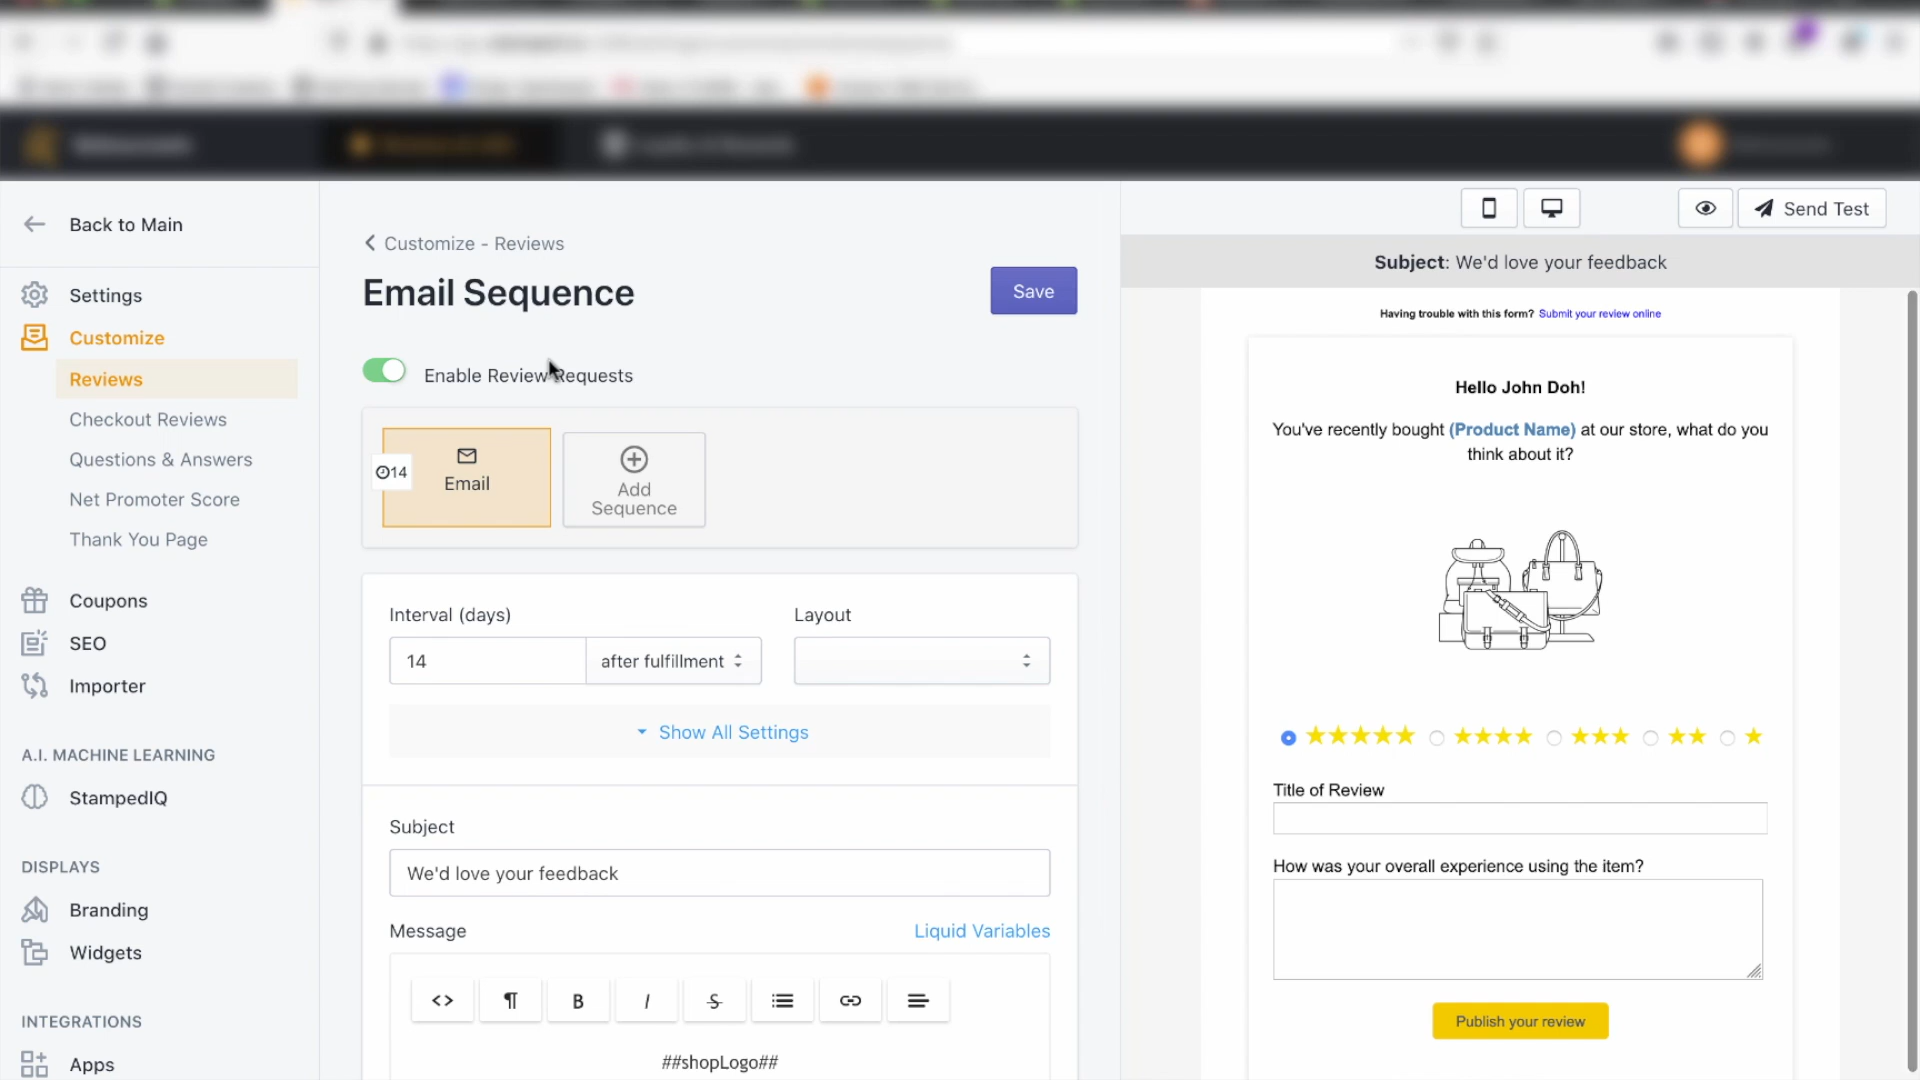 Back to Main
Settings
Customize
Reviews
Checkout Reviews
Questions & Answers
Net Promoter Score
Thank You Page
Coupons
SEO
Importer
A.I. MACHINE LEARNING
StampedIQ
DISPLAYS
Branding
Widgets
INTEGRATIONS
Apps
Customize - Reviews
Email Sequence
Save
Enable Review Requests
14
Email
Add
Sequence
Interval (days)
Layout
14
after fulfillment
Show All Settings
Subject
We'd love your feedback
Message
Liquid Variables
B
I
S
##shopLogo##
Send Test
Subject: We'd love your feedback
Having trouble with this form? Submit your review online
Hello John Doh!
You've recently bought (Product Name) at our store, what do you
think about it?
Title of Review
How was your overall experience using the item?
Publish your review